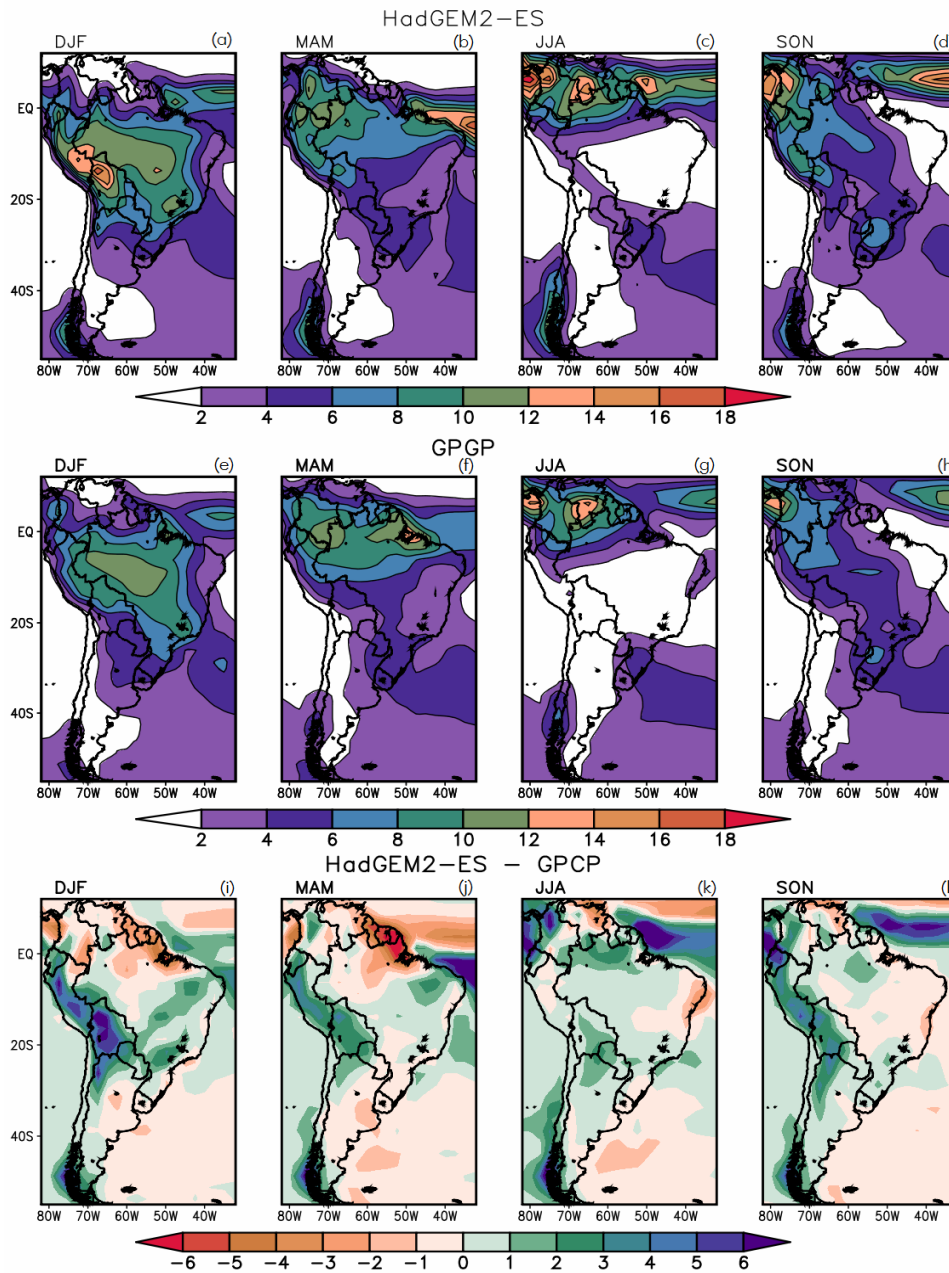 HadGEM2-ES
DJF (a) MAM (b) JJA (c) SON (d)
EQ
20S
40S
80W 70W 60W 50W 40W 80W 70W 60W 50W 40W 80W 70W 60W 50W 40W 80W 70W 60W 50W 40W
2 4 6 8 10 12 14 16 18
GPGP
DJF (e) MAM (f) JJA (g) SON (h
EQ
20S
40S
80W 70W 60W 50W 40W 80W 70W 60W 50W 40W 80W 70W 60W 50W 40W 80W 70W 60W 50W 40W
2 4 6 8 10 12 14 16 18
HadGEM2-ES - GPCP
DJF (i) MAM (j) JJA (k) SON (l
EQ
20S
40S
80W 70W 60W 50W 40W 80W 70W 60W 50W 40W 80W 70W 60W 50W 40W 80W 70W 60W 50W 40W
-6 -5 -4 -3 -2 -1 0 1 2 3 4 5 6